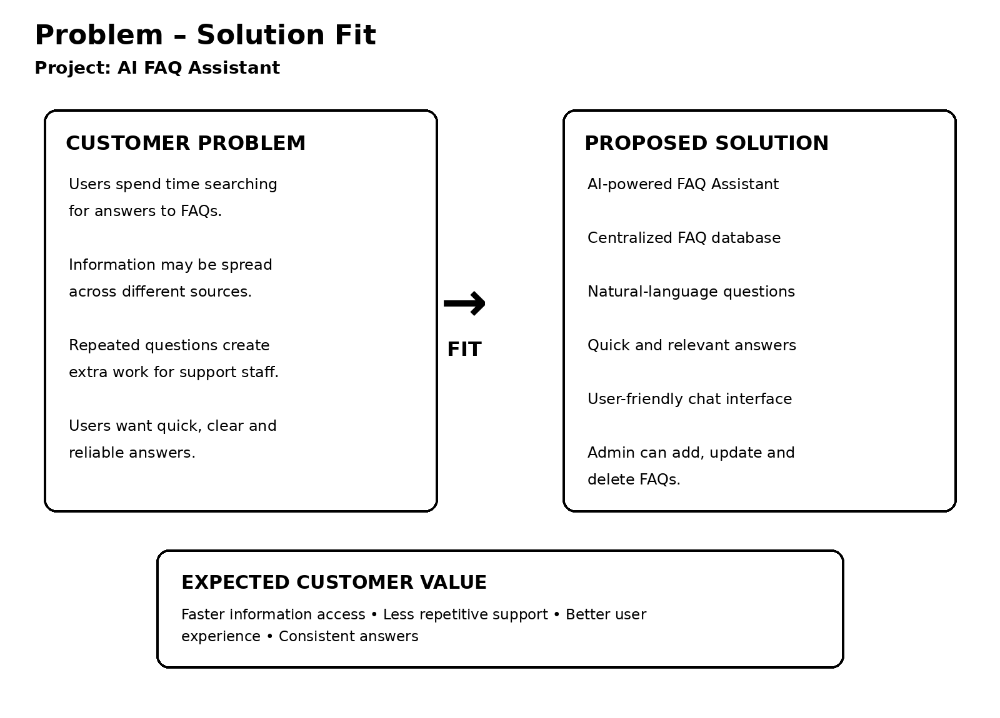 Problem – Solution Fit
Project: AI FAQ Assistant
CUSTOMER PROBLEM
Users spend time searching
for answers to FAQs.
Information may be spread
across different sources.
Repeated questions create
extra work for support staff.
Users want quick, clear and
reliable answers.
→
FIT
PROPOSED SOLUTION
AI-powered FAQ Assistant
Centralized FAQ database
Natural-language questions
Quick and relevant answers
User-friendly chat interface
Admin can add, update and
delete FAQs.
EXPECTED CUSTOMER VALUE
Faster information access • Less repetitive support • Better user
experience • Consistent answers